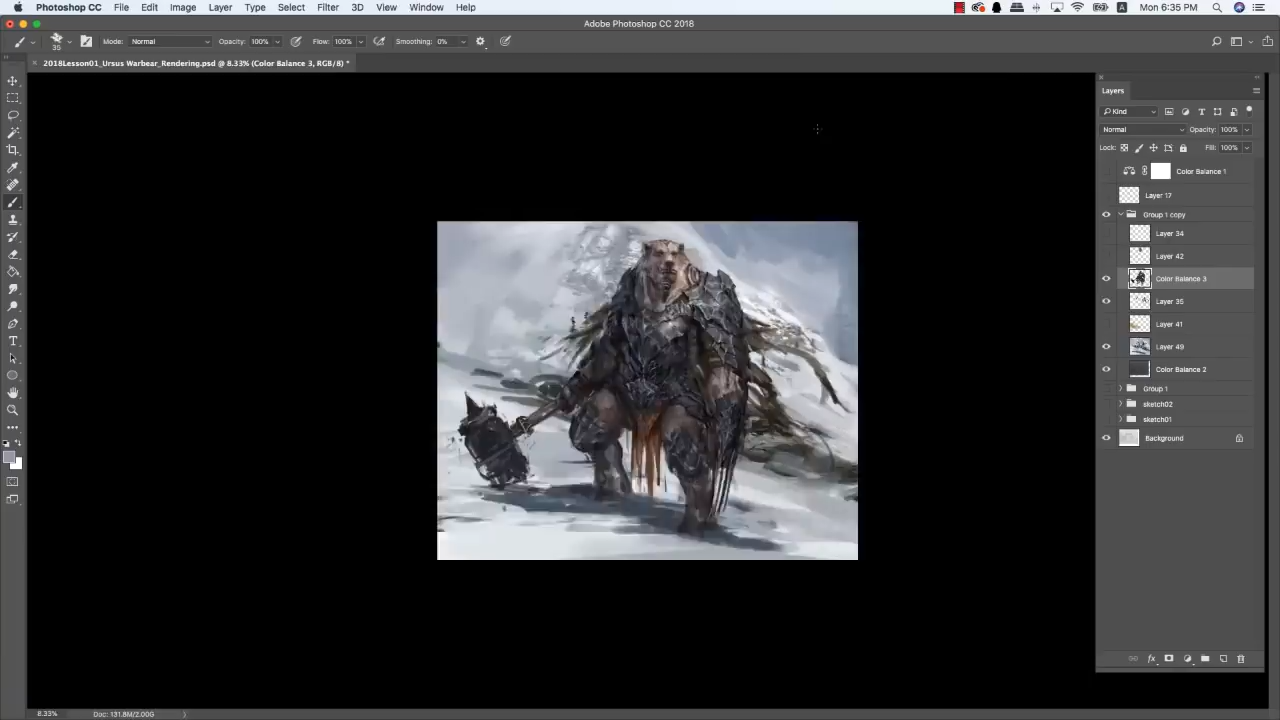 Photoshop CC File Edit Image Layer Type Select Filter 3D View Window Help Mon 6:35 PM
Adobe Photoshop CC 2018
35 Mode: Normal Opacity: 100% Flow: 100% Smoothing: 0%
2018Lesson01_Ursus Warbear_Rendering.psd @ 8.33% (Color Balance 3, RGB/8) *
Layers
Kind
Normal Opacity: 100%
Lock: Fill: 100%
Color Balance 1
Layer 17
Group 1 copy
Layer 34
Layer 42
Color Balance 3
Layer 35
Layer 41
Layer 49
Color Balance 2
Group 1
sketch02
sketch01
Background
8.33% Doc: 131.8M/2.00G